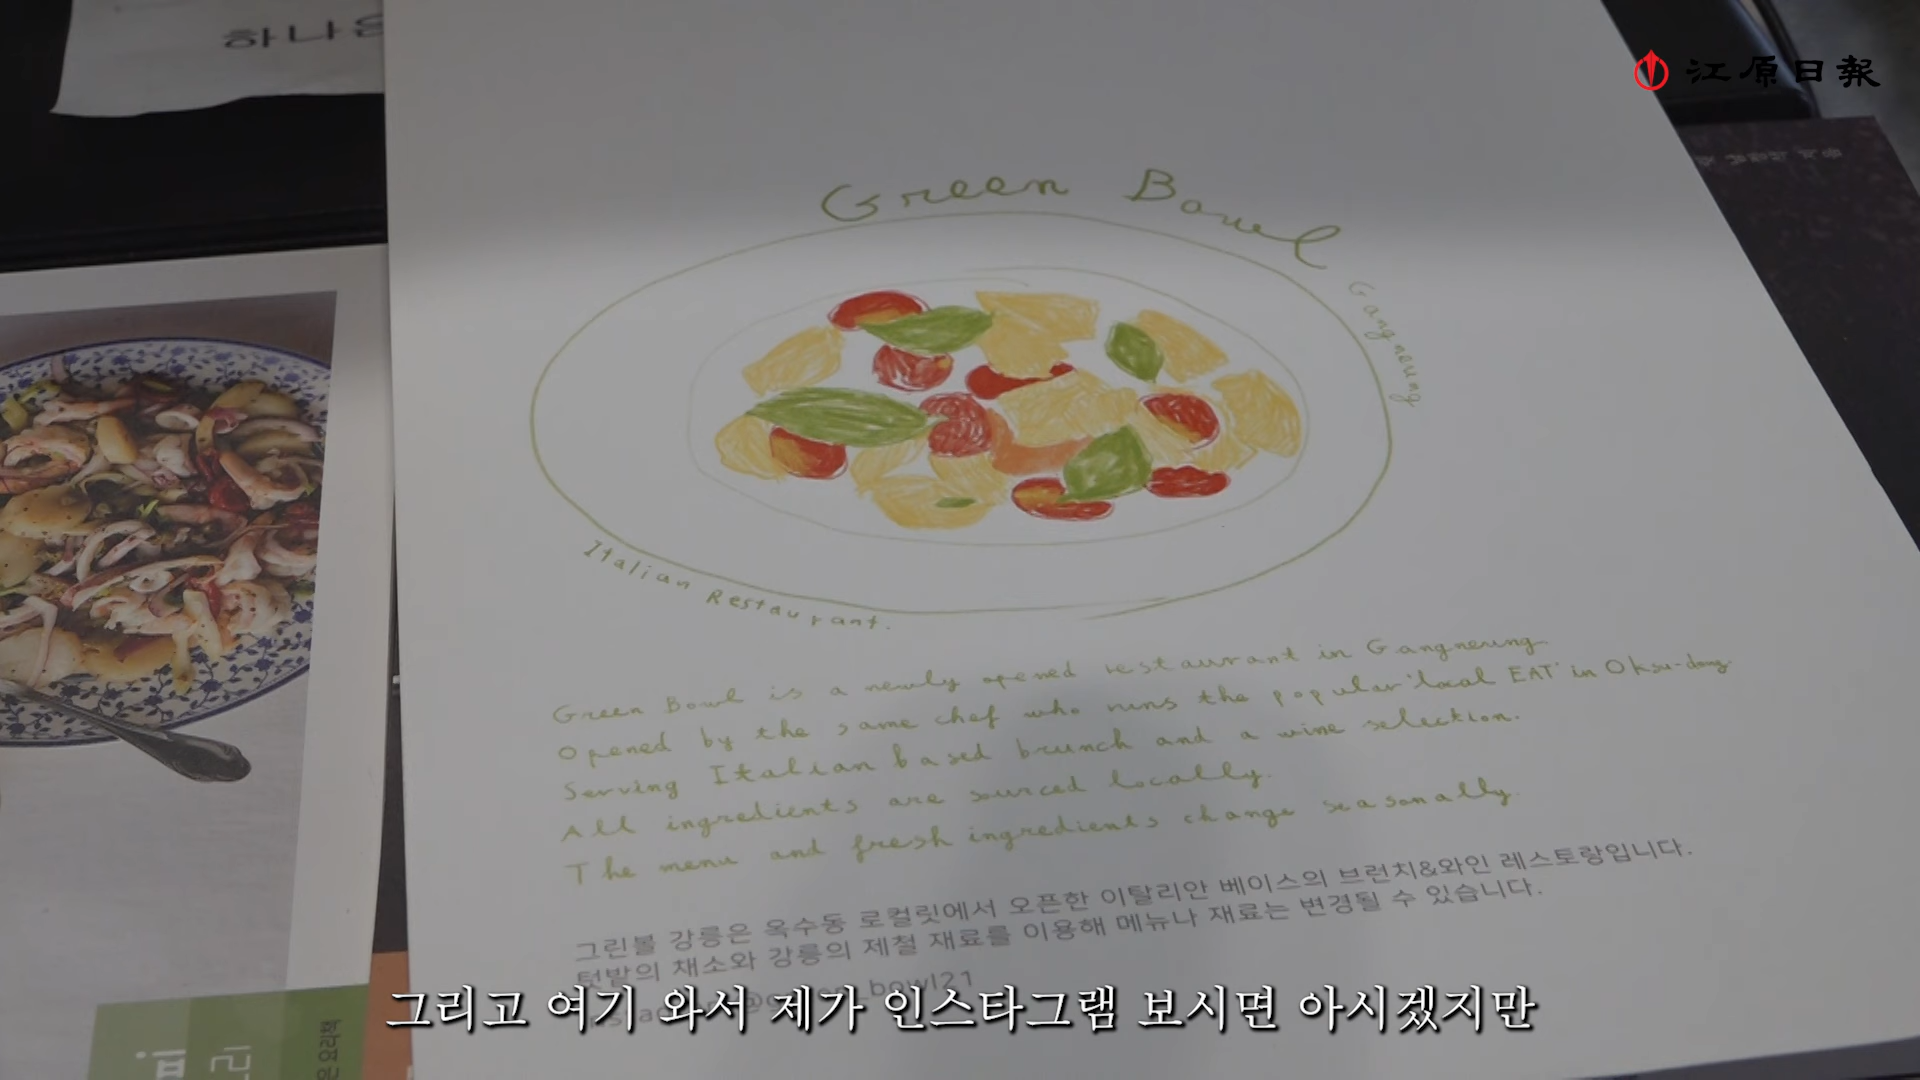 하나은
江原日報
Green Bowl
Gangneung
Italian Restaurant.
Green Bowl is a newly opened restaurant in Gangneung.
Opened by the same chef who runs the popular 'local EAT' in Oksu-dong.
Serving Italian based brunch and a wine selection.
All ingredients are sourced locally.
The menu and fresh ingredients change seasonally.
그린볼 강릉은 옥수동 로컬릿에서 오픈한 이탈리안 베이스의 브런치&와인 레스토랑입니다.
텃밭의 채소와 강릉의 제철 재료를 이용해 메뉴나 재료는 변경될 수 있습니다.
그리고 여기 와서 제가 인스타그램 보시면 아시겠지만